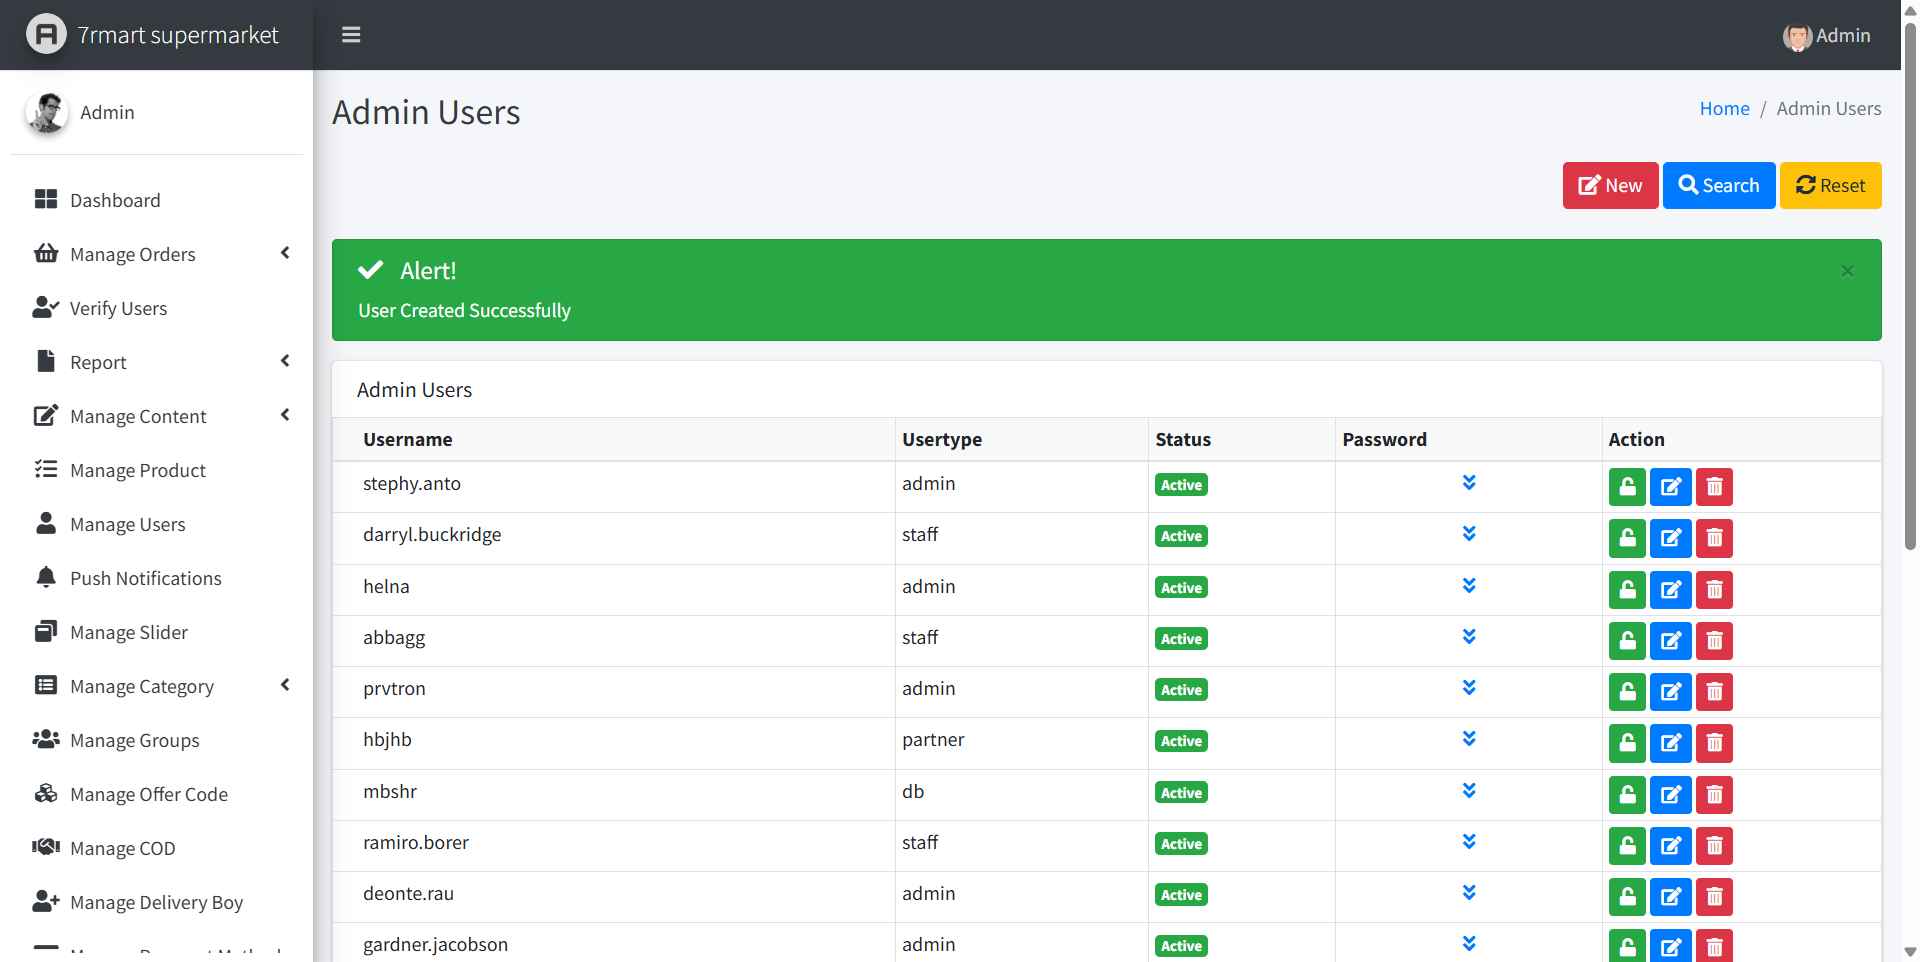 7rmart supermarket
Admin
Admin
Dashboard
Manage Orders
Verify Users
Report
Manage Content
Manage Product
Manage Users
Push Notifications
Manage Slider
Manage Category
Manage Groups
Manage Offer Code
Manage COD
Manage Delivery Boy
Admin Users
Home / Admin Users
New Search Reset
Alert!
×
User Created Successfully
Admin Users
Username Usertype Status Password Action
stephy.anto admin Active
darryl.buckridge staff Active
helna admin Active
abbagg staff Active
prvtron admin Active
hbjhb partner Active
mbshr db Active
ramiro.borer staff Active
deonte.rau admin Active
gardner.jacobson admin Active